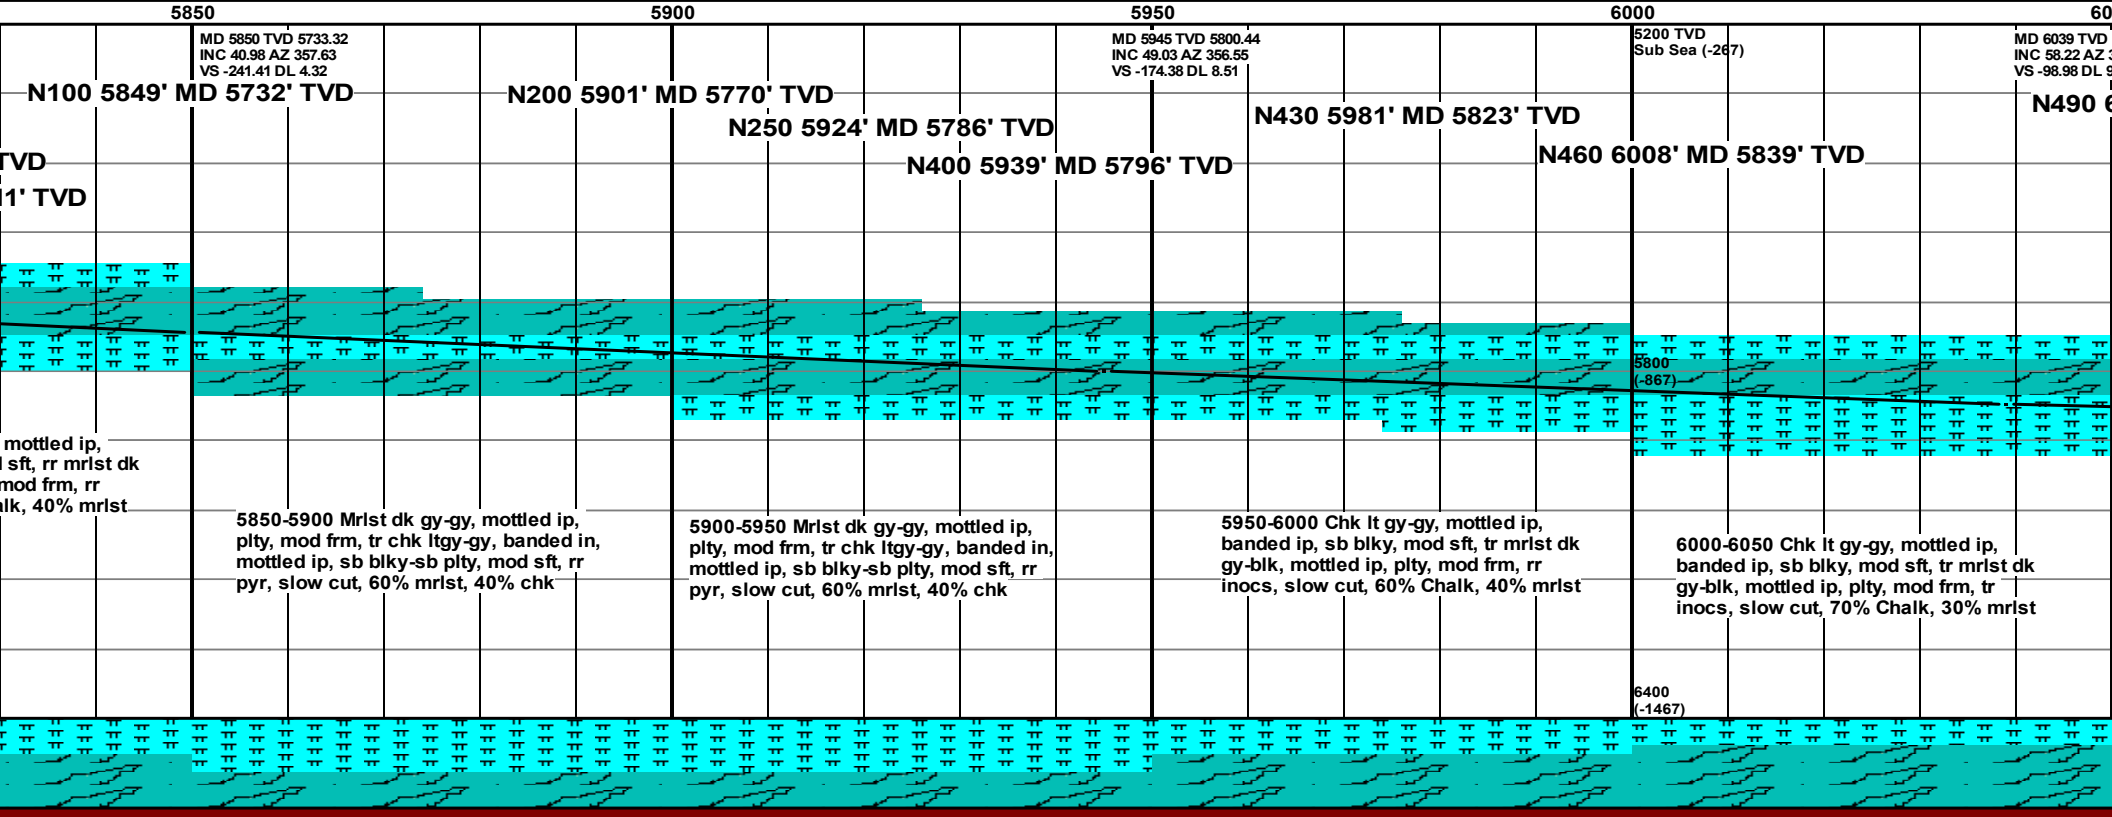 5850
5900
5950
6000
60
MD 5850 TVD 5733.32
INC 40.98 AZ 357.63
VS -241.41 DL 4.32
MD 5945 TVD 5800.44
INC 49.03 AZ 356.55
VS -174.38 DL 8.51
5200 TVD
Sub Sea (-267)
MD 6039 TVD
INC 58.22 AZ 3
VS -98.98 DL 9
N100 5849' MD 5732' TVD
N200 5901' MD 5770' TVD
N250 5924' MD 5786' TVD
N400 5939' MD 5796' TVD
N430 5981' MD 5823' TVD
N460 6008' MD 5839' TVD
N490 6
TVD
11' TVD
5800
(-867)
mottled ip,
sft, rr mrlst dk
mod frm, rr
alk, 40% mrlst
5850-5900 Mrlst dk gy-gy, mottled ip,
plty, mod frm, tr chk ltgy-gy, banded in,
mottled ip, sb blky-sb plty, mod sft, rr
pyr, slow cut, 60% mrlst, 40% chk
5900-5950 Mrlst dk gy-gy, mottled ip,
plty, mod frm, tr chk ltgy-gy, banded in,
mottled ip, sb blky-sb plty, mod sft, rr
pyr, slow cut, 60% mrlst, 40% chk
5950-6000 Chk lt gy-gy, mottled ip,
banded ip, sb blky, mod sft, tr mrlst dk
gy-blk, mottled ip, plty, mod frm, rr
inocs, slow cut, 60% Chalk, 40% mrlst
6000-6050 Chk lt gy-gy, mottled ip,
banded ip, sb blky, mod sft, tr mrlst dk
gy-blk, mottled ip, plty, mod frm, tr
inocs, slow cut, 70% Chalk, 30% mrlst
6400
(-1467)